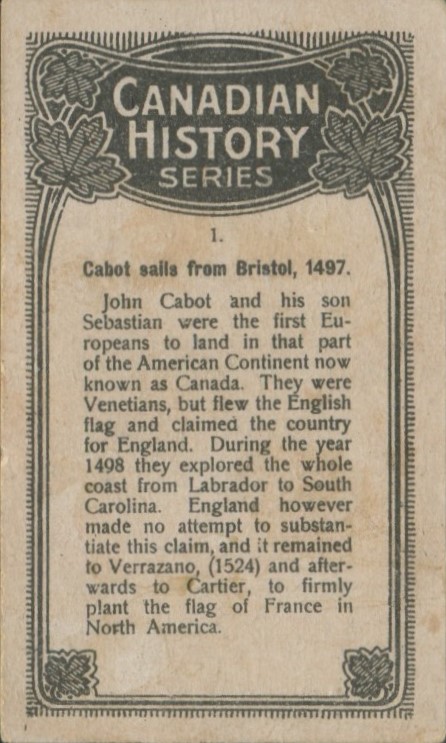 CANADIAN
HISTORY
SERIES
1.
Cabot sails from Bristol, 1497.
John Cabot and his son
Sebastian were the first Eu-
ropeans to land in that part
of the American Continent now
known as Canada. They were
Venetians, but flew the English
flag and claimed the country
for England. During the year
1498 they explored the whole
coast from Labrador to South
Carolina. England however
made no attempt to substan-
tiate this claim, and it remained
to Verrazano, (1524) and after-
wards to Cartier, to firmly
plant the flag of France in
North America.